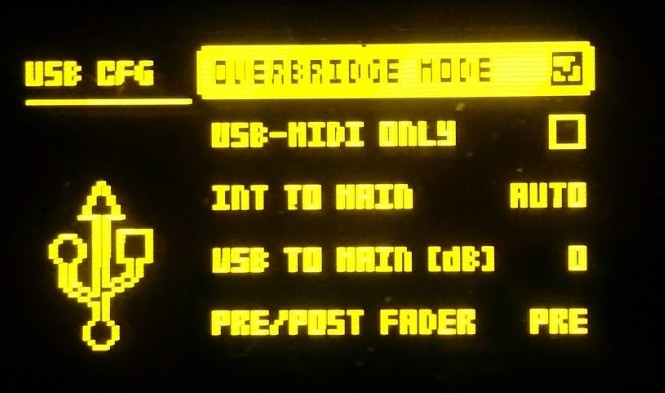 USB CFG
OVERBRIDGE MODE
USB-MIDI ONLY
INT TO MAIN AUTO
USB TO MAIN [dB] 0
PRE/POST FADER PRE